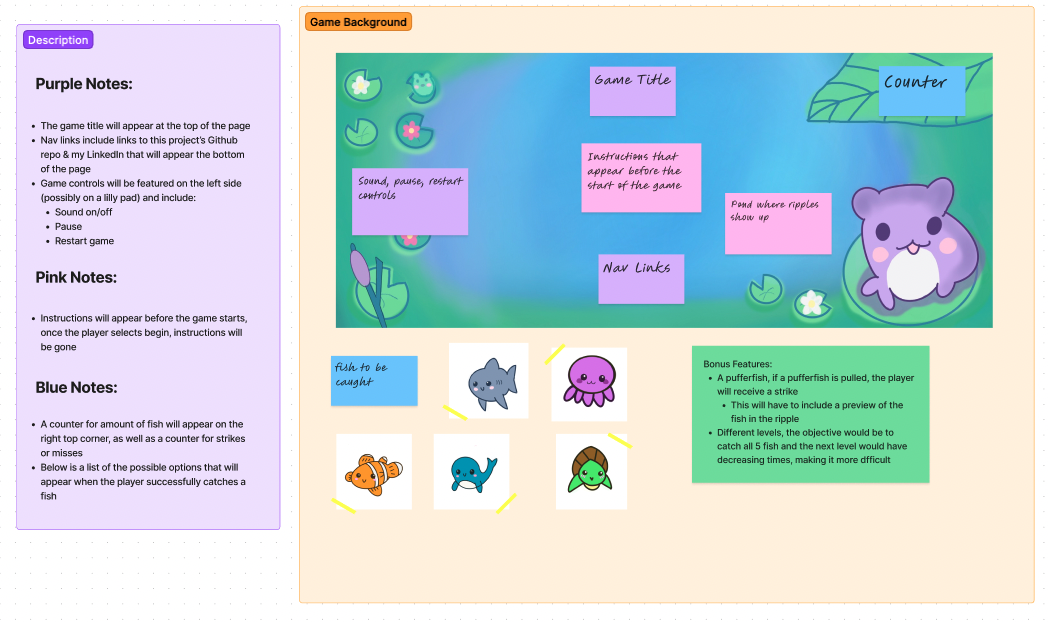 Description
Purple Notes:
The game title will appear at the top of the page
Nav links include links to this project's Github
repo & my LinkedIn that will appear the bottom
of the page
Game controls will be featured on the left side
(possibly on a lilly pad) and include:
Sound on/off
Pause
Restart game
Pink Notes:
Instructions will appear before the game starts,
once the player selects begin, instructions will
be gone
Blue Notes:
A counter for amount of fish will appear on the
right top corner, as well as a counter for strikes
or misses
Below is a list of the possible options that will
appear when the player successfully catches a
fish
Game Background
Game Title
Counter
Instructions that
appear before the
start of the game
Sound, pause, restart
controls
Pond where ripples
show up
Nav Links
fish to be
caught
Bonus Features:
A pufferfish, if a pufferfish is pulled, the player
will receive a strike
This will have to include a preview of the
fish in the ripple
Different levels, the objective would be to
catch all 5 fish and the next level would have
decreasing times, making it more dfficult